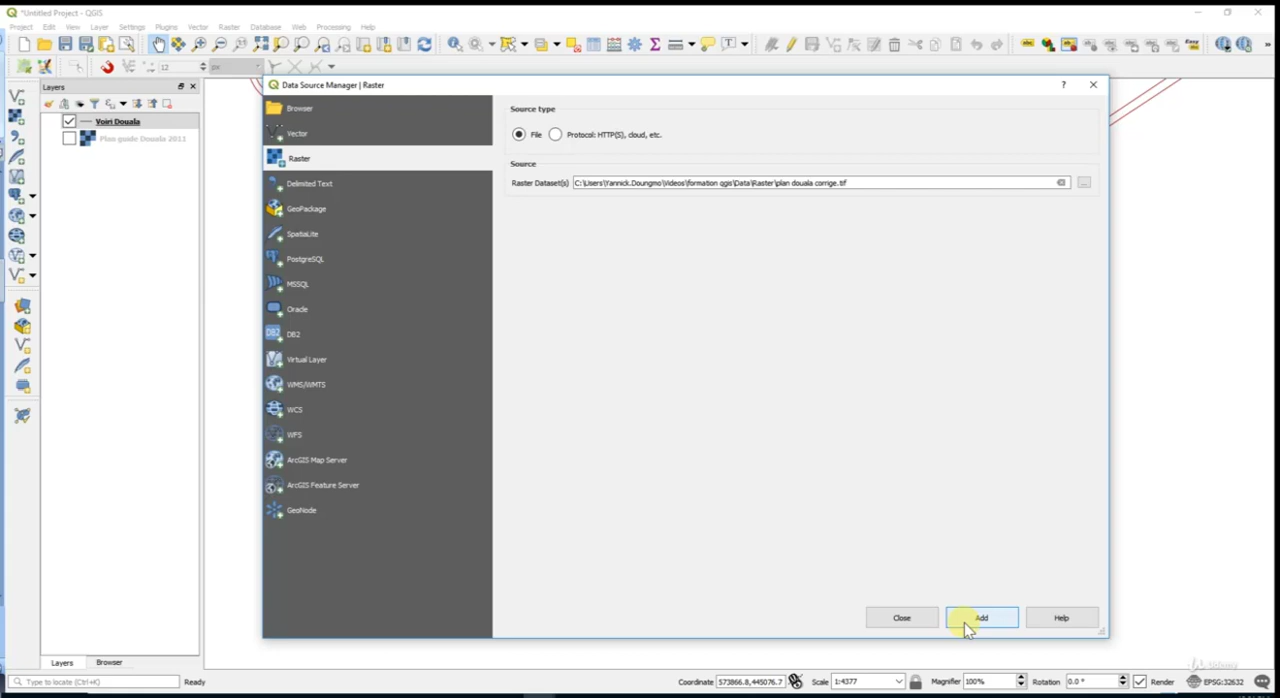 *Untitled Project - QGIS
Project Edit View Layer Settings Plugins Vector Raster Database Web Processing Help
12 px
Layers
Voiri Douala
Plan guide Douala 2011
Data Source Manager | Raster
?
Browser
Vector
Raster
Delimited Text
GeoPackage
SpatiaLite
PostgreSQL
MSSQL
Oracle
DB2
Virtual Layer
WMS/WMTS
WCS
WFS
ArcGIS Map Server
ArcGIS Feature Server
GeoNode
Source type
File Protocol: HTTP(S), cloud, etc.
Source
Raster Dataset(s) C:\Users\Yannick.Doungmo\Videos\formation qgis\Data\Raster\plan douala corrige.tif ...
Close Add Help
Layers Browser
Udemy
Type to locate (Ctrl+K) Ready Coordinate 573866.8,445076.7 Scale 1:4377 Magnifier 100% Rotation 0.0 ° Render EPSG:32632